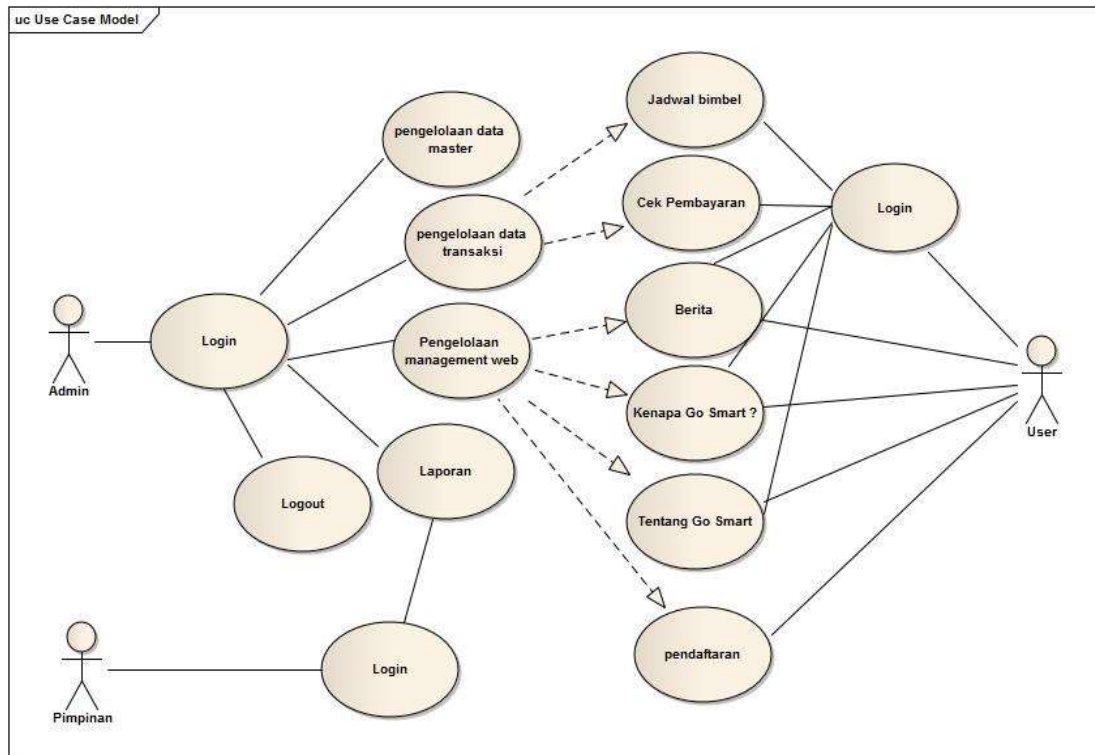 uc Use Case Model
Jadwal bimbel
pengelolaan data
master
Cek Pembayaran
Login
pengelolaan data
transaksi
Berita
Login
Pengelolaan
management web
Admin
Kenapa Go Smart ?
User
Laporan
Logout
Tentang Go Smart
pendaftaran
Login
Pimpinan